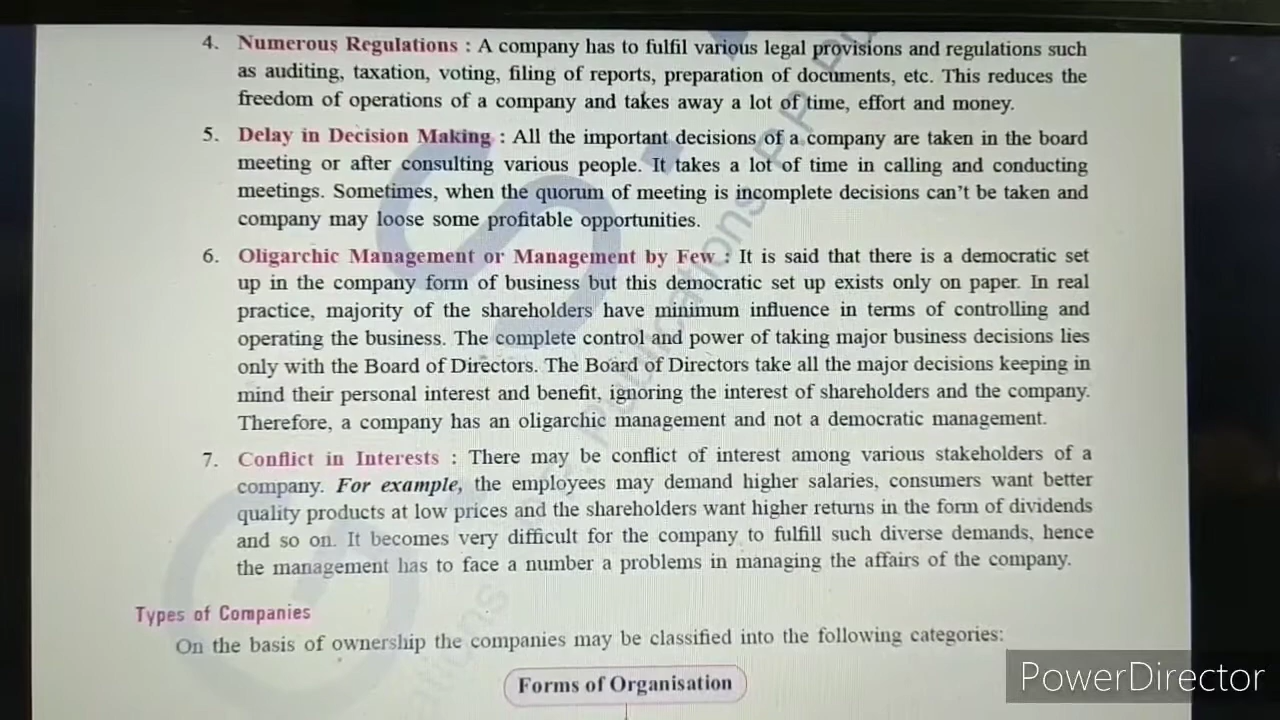 4. Numerous Regulations : A company has to fulfil various legal provisions and regulations such
as auditing, taxation, voting, filing of reports, preparation of documents, etc. This reduces the
freedom of operations of a company and takes away a lot of time, effort and money.
5. Delay in Decision Making : All the important decisions of a company are taken in the board
meeting or after consulting various people. It takes a lot of time in calling and conducting
meetings. Sometimes, when the quorum of meeting is incomplete decisions can't be taken and
company may loose some profitable opportunities.
6. Oligarchic Management or Management by Few : It is said that there is a democratic set
up in the company form of business but this democratic set up exists only on paper. In real
practice, majority of the shareholders have minimum influence in terms of controlling and
operating the business. The complete control and power of taking major business decisions lies
only with the Board of Directors. The Board of Directors take all the major decisions keeping in
mind their personal interest and benefit, ignoring the interest of shareholders and the company.
Therefore, a company has an oligarchic management and not a democratic management.
7. Conflict in Interests : There may be conflict of interest among various stakeholders of a
company. For example, the employees may demand higher salaries, consumers want better
quality products at low prices and the shareholders want higher returns in the form of dividends
and so on. It becomes very difficult for the company to fulfill such diverse demands, hence
the management has to face a number a problems in managing the affairs of the company.
Types of Companies
On the basis of ownership the companies may be classified into the following categories:
Forms of Organisation
PowerDirector